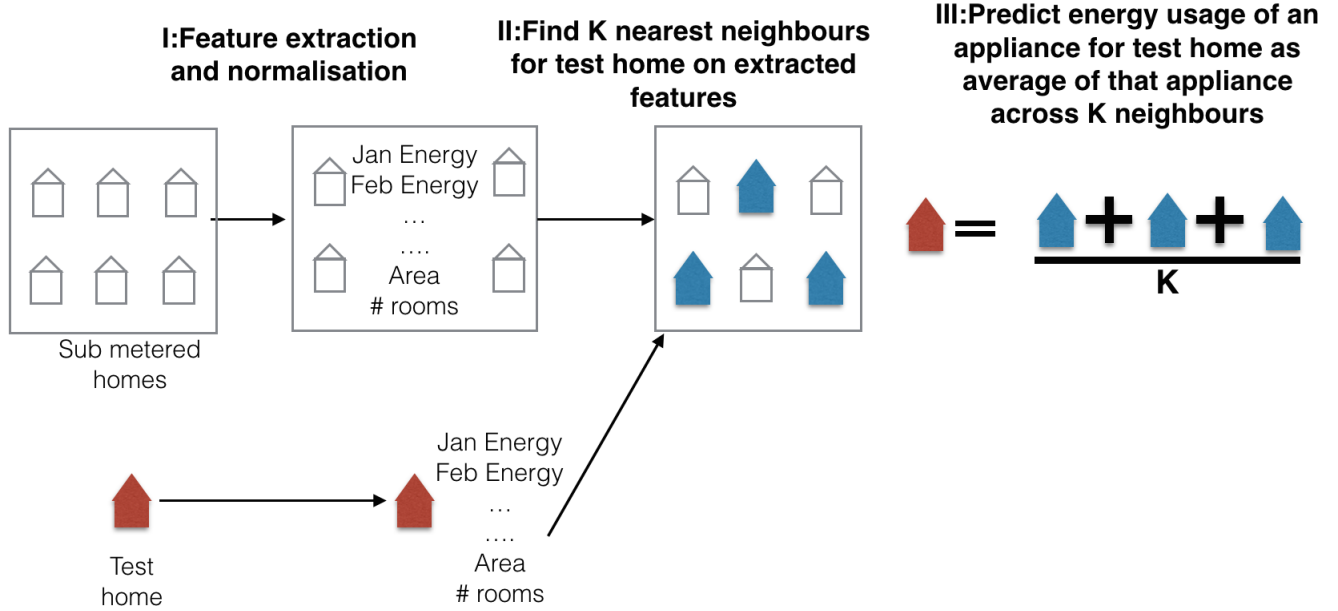 I:Feature extraction
and normalisation
II:Find K nearest neighbours
for test home on extracted
features
III:Predict energy usage of an
appliance for test home as
average of that appliance
across K neighbours
Jan Energy
Feb Energy
...
....
Area
# rooms
Sub metered
homes
= + +
K
Jan Energy
Feb Energy
...
....
Area
# rooms
Test
home